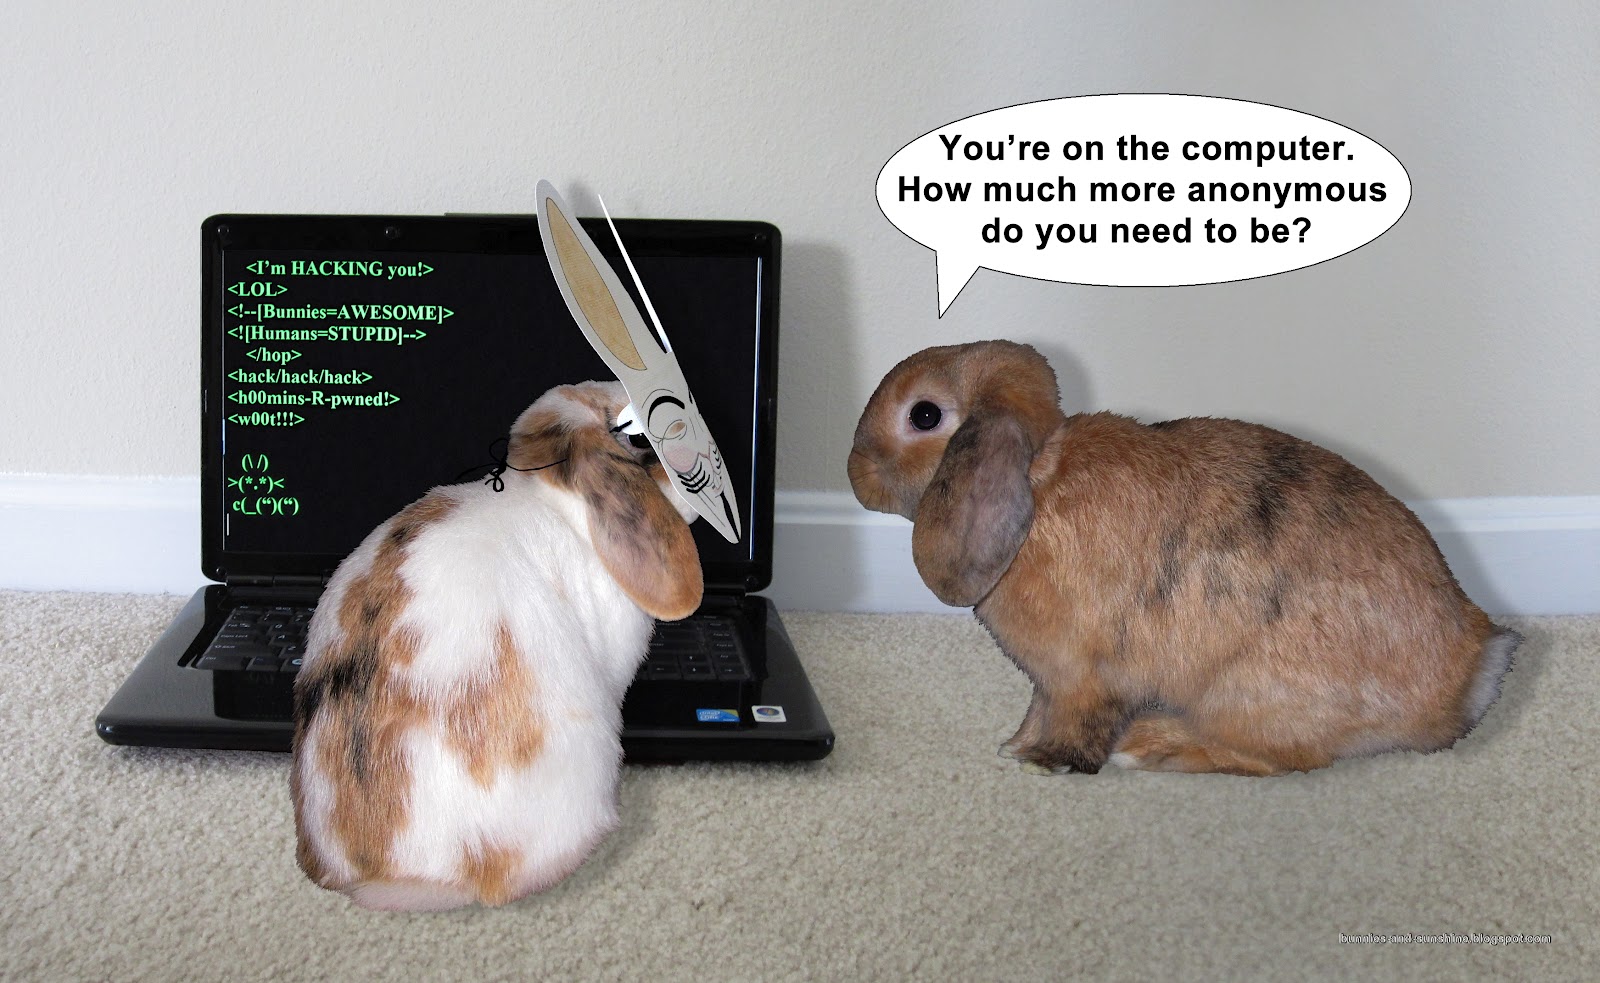 <I'm HACKING you!>
<LOL>
<!--[Bunnies=AWESOME]>
<![Humans=STUPID]-->
</hop>
<hack/hack/hack>
<h00mins-R-pwned!>
<w00t!!!>
(\ /)
>(*.*)<
c(_(“)(“)
You’re on the computer.
How much more anonymous
do you need to be?
bunnies-and-sunshine.blogspot.com